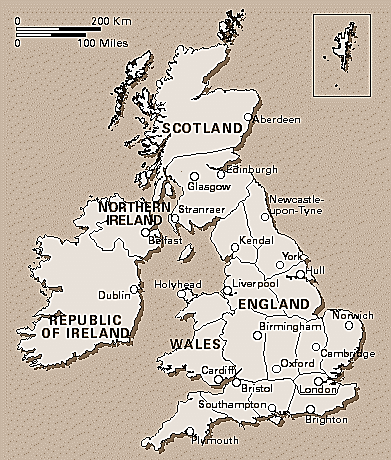 0 200 Km
0 100 Miles
Aberdeen
SCOTLAND
Edinburgh
Glasgow
NORTHERN
IRELAND
Stranraer
Newcastle-
upon-Tyne
Belfast
Kendal
York
Hull
Holyhead
Liverpool
Dublin
ENGLAND
REPUBLIC
OF IRELAND
Norwich
Birmingham
WALES
Cambridge
Oxford
Cardiff
Bristol
London
Southampton
Brighton
Plymouth